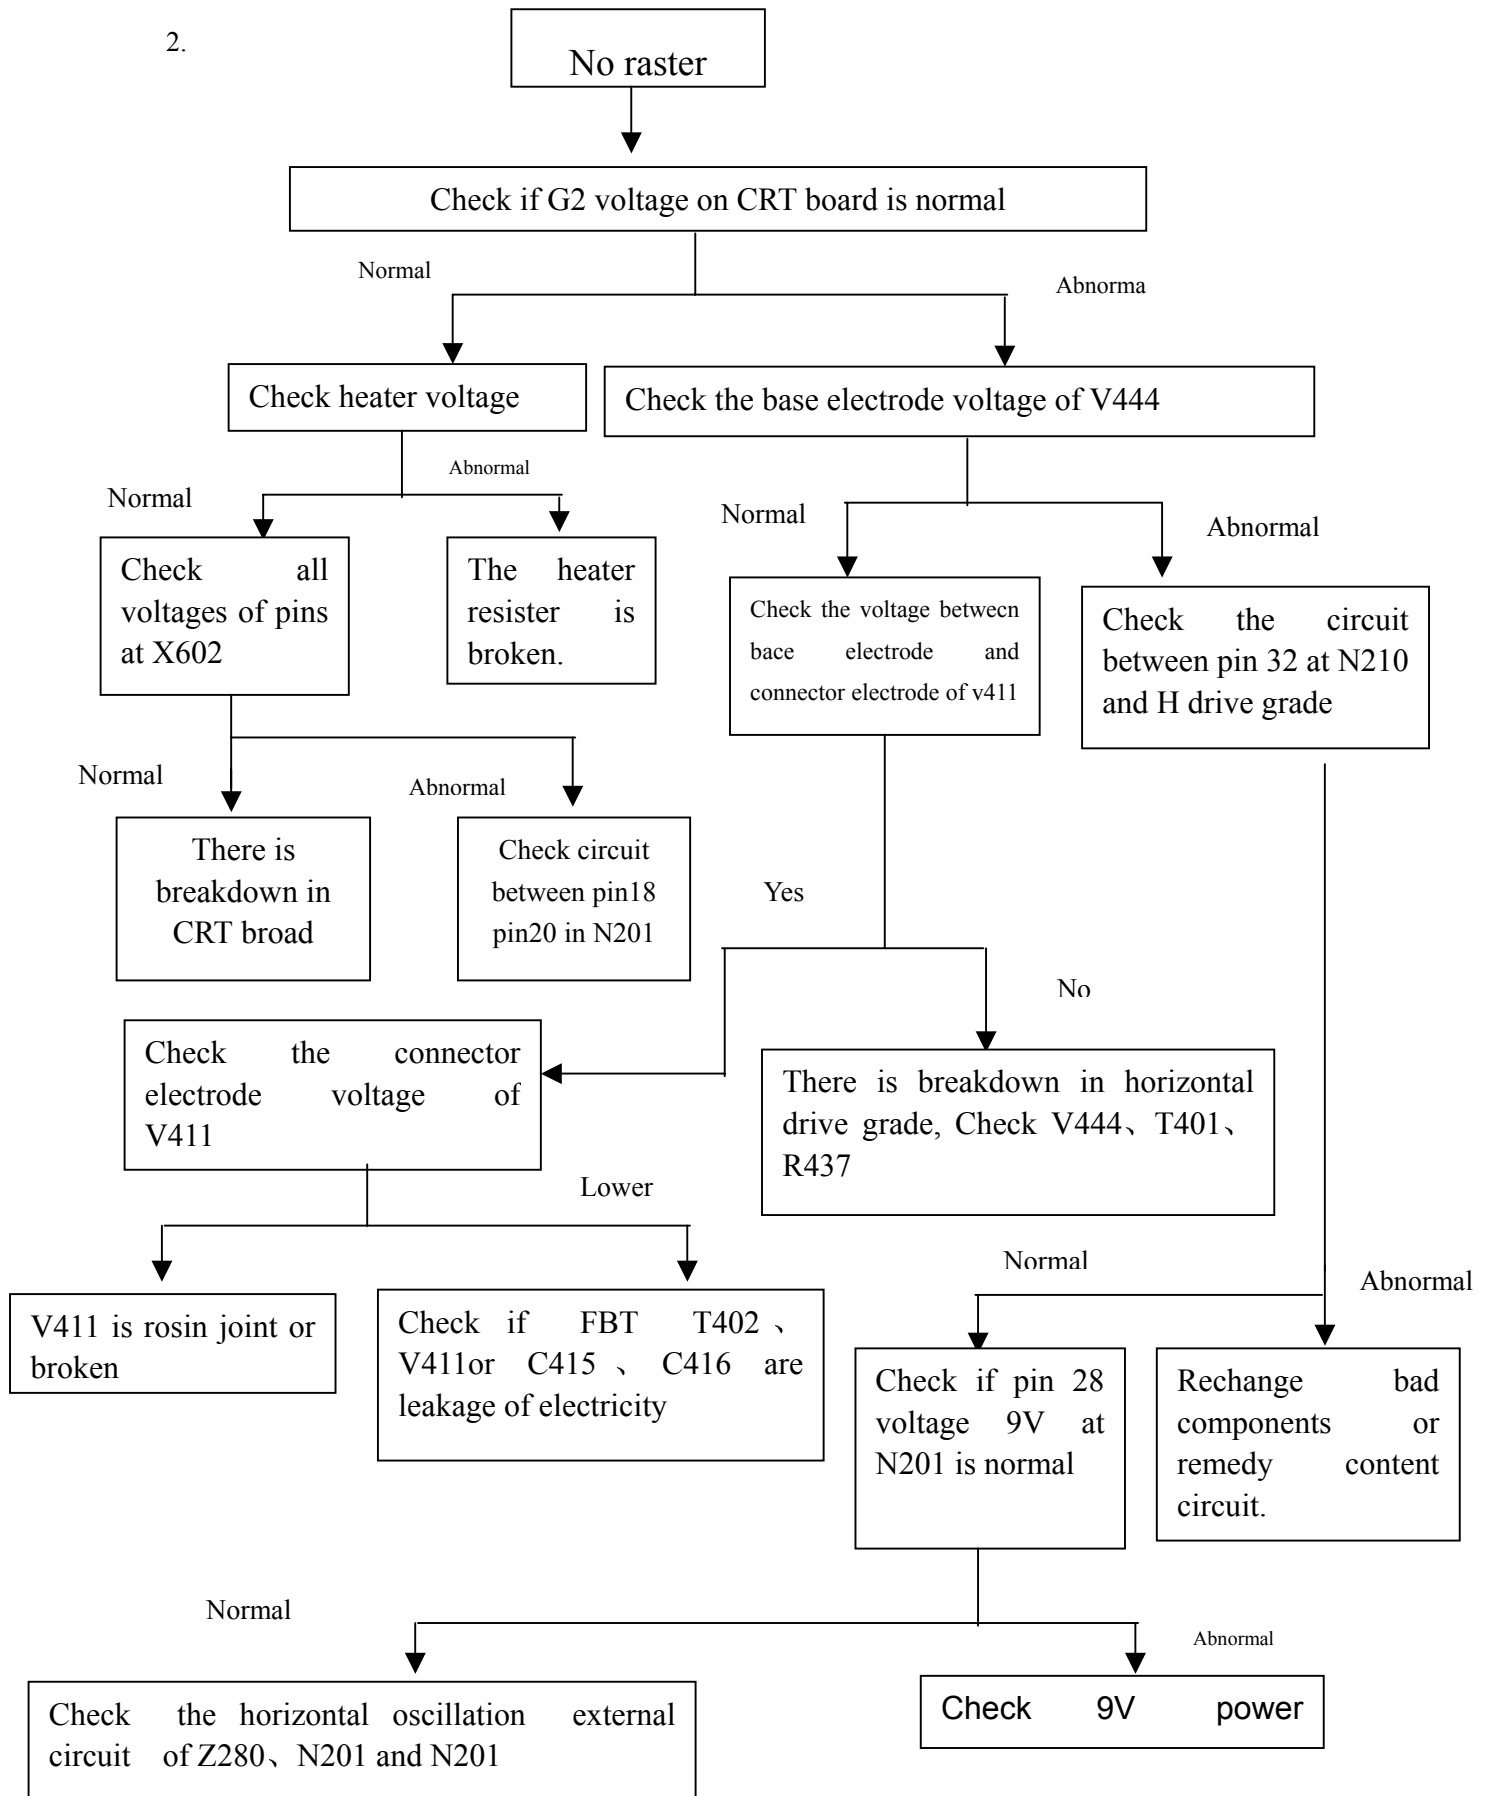 2.
No raster
Check if G2 voltage on CRT board is normal
Normal
Abnorma
Check heater voltage
Check the base electrode voltage of V444
Normal
Abnormal
Normal
Abnormal
Check all
voltages of pins
at X602
The heater
resister is
broken.
Check the voltage between
bace electrode and
connector electrode of v411
Check the circuit
between pin 32 at N210
and H drive grade
Normal
Abnormal
There is
breakdown in
CRT broad
Check circuit
between pin18
pin20 in N201
Yes
No
Check the connector
electrode voltage of
V411
There is breakdown in horizontal
drive grade, Check V444、T401、
R437
Lower
Normal
Abnormal
V411 is rosin joint or
broken
Check if FBT T402 、
V411or C415 、 C416 are
leakage of electricity
Check if pin 28
voltage 9V at
N201 is normal
Rechange bad
components or
remedy content
circuit.
Normal
Abnormal
Check the horizontal oscillation external
circuit of Z280、N201 and N201
Check 9V power